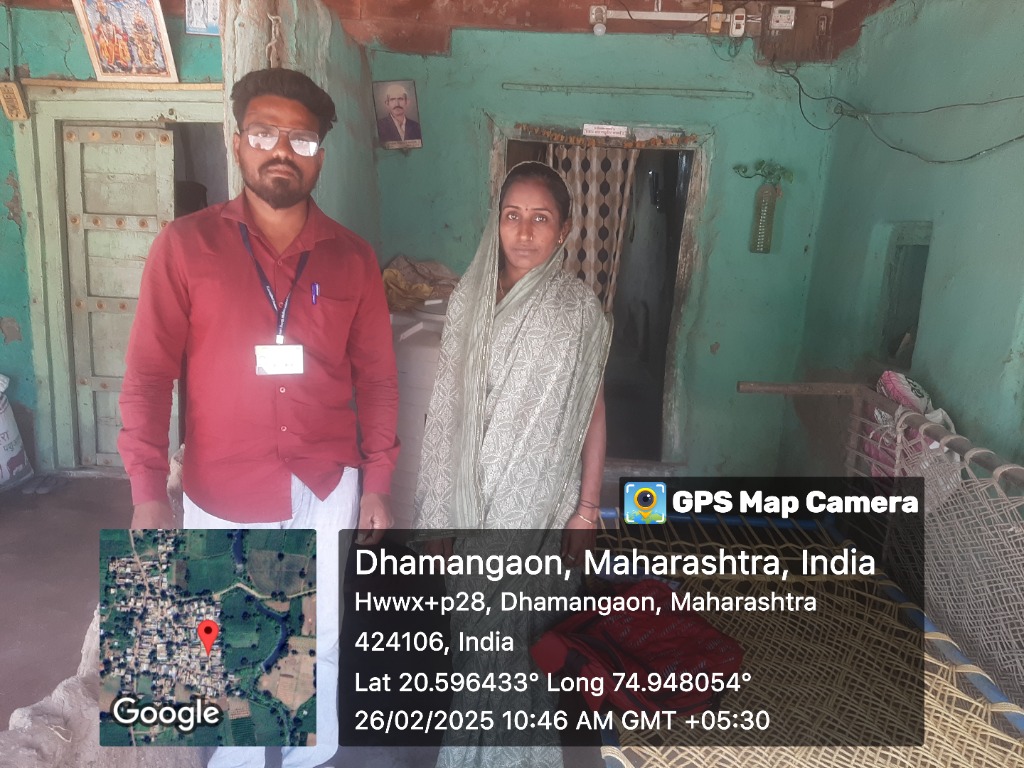 GPS Map Camera
Dhamangaon, Maharashtra, India
Hwwx+p28, Dhamangaon, Maharashtra
424106, India
Lat 20.596433° Long 74.948054°
26/02/2025 10:46 AM GMT +05:30
Google